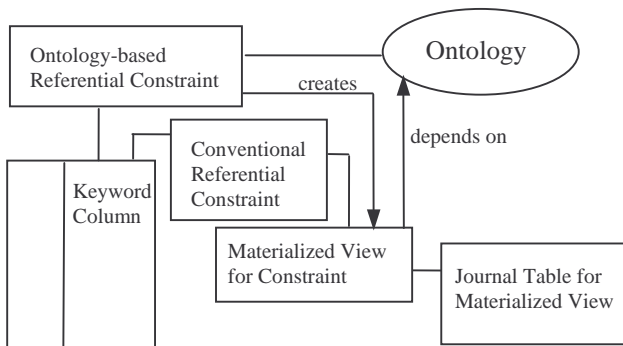 Ontology-based
Referential Constraint
Ontology
creates
depends on
Conventional
Referential
Constraint
Keyword
Column
Materialized View
for Constraint
Journal Table for
Materialized View